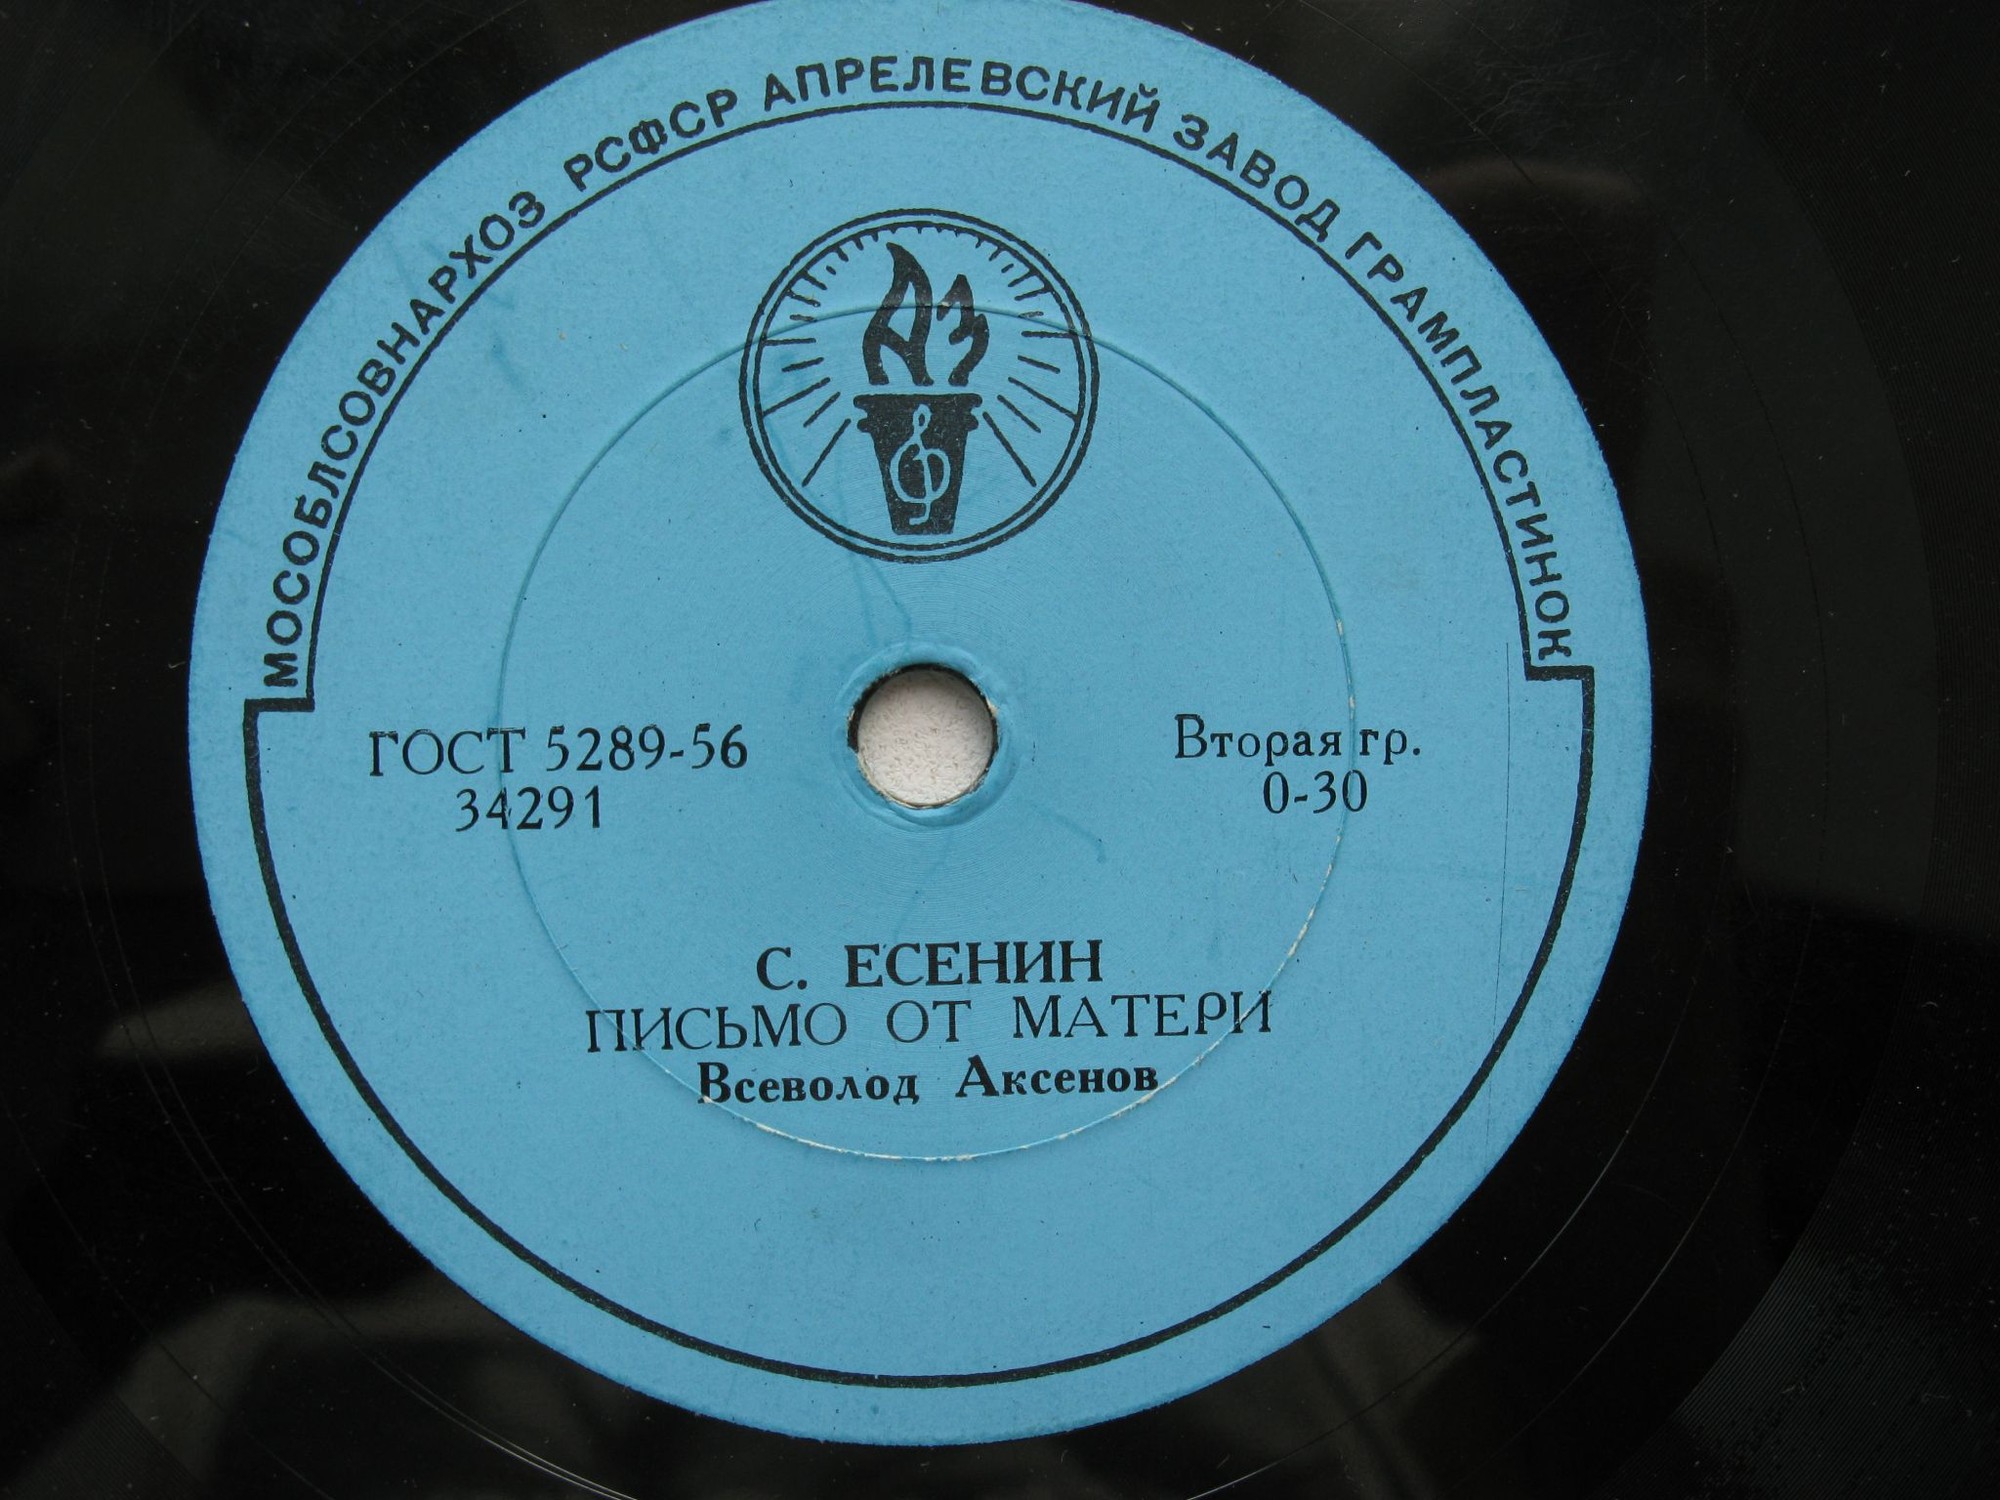 МОСОБЛСОВНАРХОЗ РСФСР АПРЕЛЕВСКИЙ ЗАВОД ГРАМПЛАСТИНОК
АЗ
ГОСТ 5289-56
34291
Вторая гр.
0-30
С. ЕСЕНИН
ПИСЬМО ОТ МАТЕРИ
Всеволод Аксенов